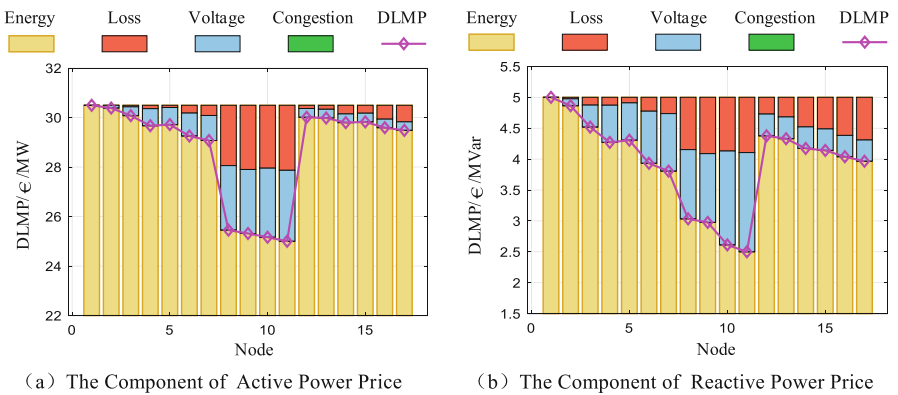 Energy Loss Voltage Congestion DLMP
32
30
28
26
24
22
0 5 10 15
DLMP/€/MW
Node
(a) The Component of Active Power Price
Energy Loss Voltage Congestion DLMP
5.5
5
4.5
4
3.5
3
2.5
2
1.5
0 5 10 15
DLMP/€/MVar
Node
(b) The Component of Reactive Power Price